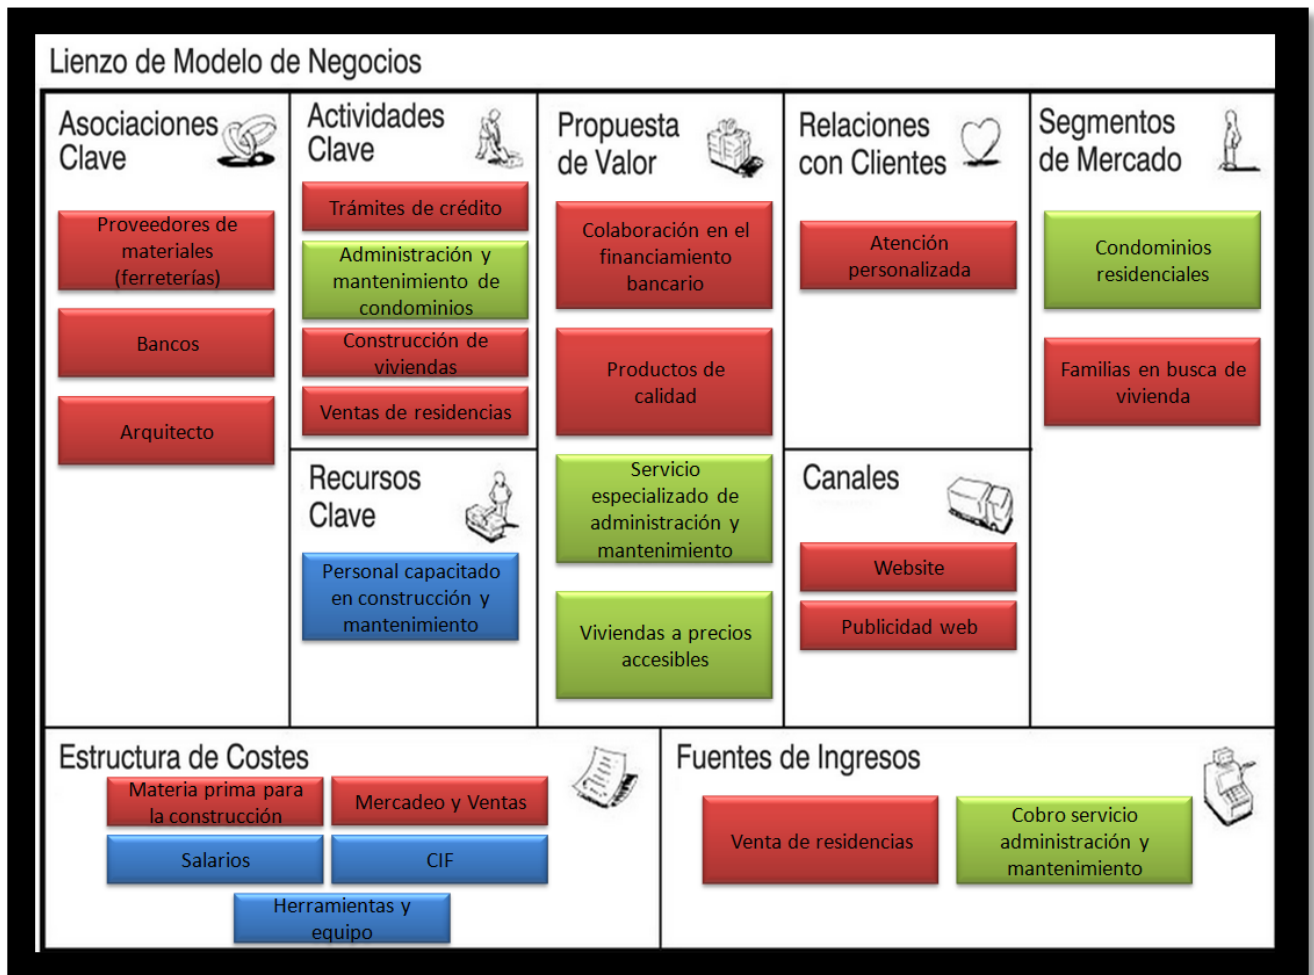 Lienzo de Modelo de Negocios
Asociaciones
Clave
Proveedores de
materiales
(ferreterías)
Bancos
Arquitecto
Actividades
Clave
Trámites de crédito
Administración y
mantenimiento de
condominios
Construcción de
viviendas
Ventas de residencias
Recursos
Clave
Personal capacitado
en construcción y
mantenimiento
Propuesta
de Valor
Colaboración en el
financiamiento
bancario
Productos de
calidad
Servicio
especializado de
administración y
mantenimiento
Viviendas a precios
accesibles
Relaciones
con Clientes
Atención
personalizada
Canales
Website
Publicidad web
Segmentos
de Mercado
Condominios
residenciales
Familias en busca de
vivienda
Estructura de Costes
Materia prima para
la construcción
Mercadeo y Ventas
Salarios
CIF
Herramientas y
equipo
Fuentes de Ingresos
Venta de residencias
Cobro servicio
administración y
mantenimiento